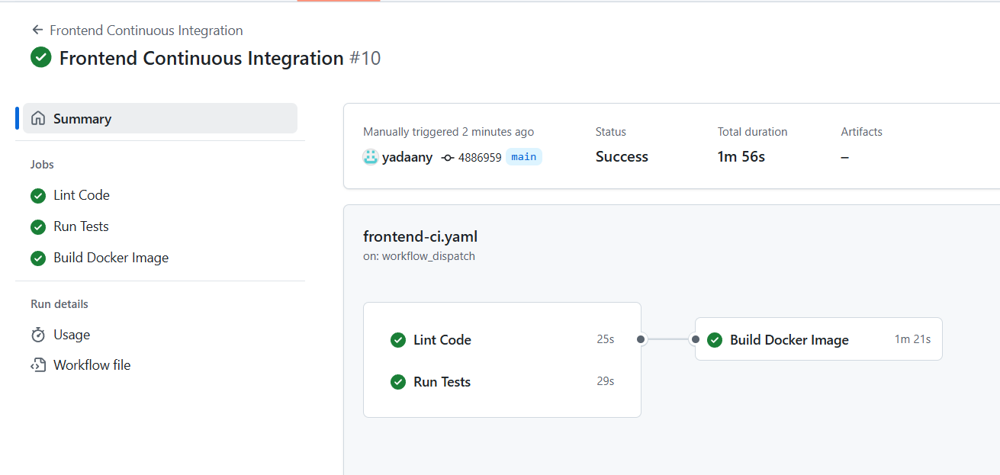 Frontend Continuous Integration
Frontend Continuous Integration #10
Summary
Jobs
Lint Code
Run Tests
Build Docker Image
Run details
Usage
Workflow file
Manually triggered 2 minutes ago
yadaany 4886959 main
Status
Success
Total duration
1m 56s
Artifacts
–
frontend-ci.yaml
on: workflow_dispatch
Lint Code 25s
Run Tests 29s
Build Docker Image 1m 21s